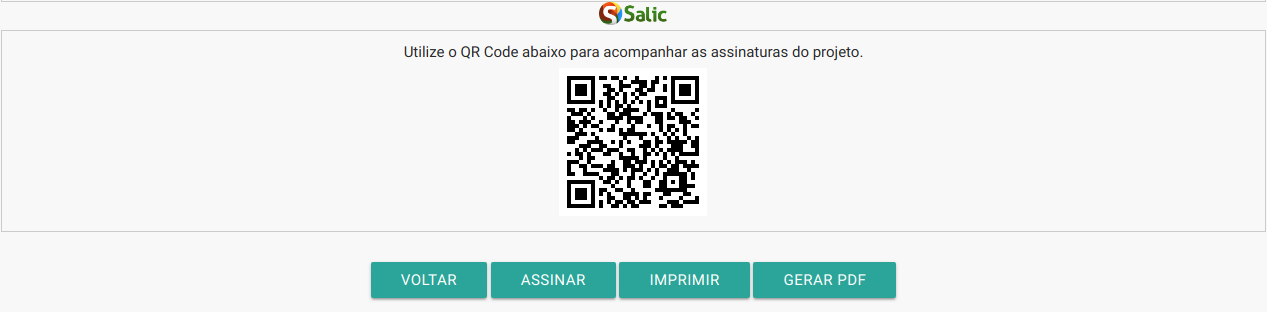 Salic
Utilize o QR Code abaixo para acompanhar as assinaturas do projeto.
VOLTAR ASSINAR IMPRIMIR GERAR PDF